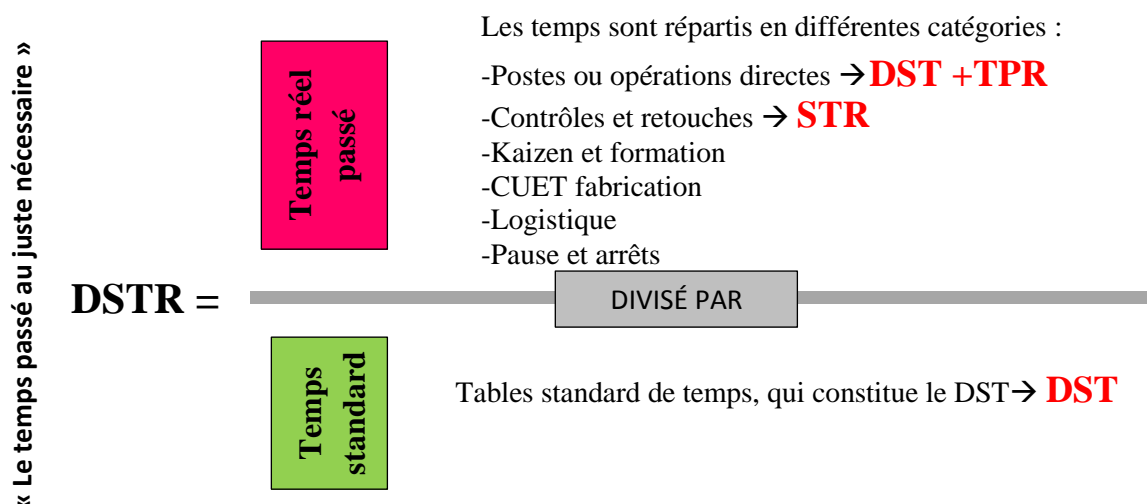 « Le temps passé au juste nécessaire »
Temps réel
passé
Les temps sont répartis en différentes catégories :
-Postes ou opérations directes → DST +TPR
-Contrôles et retouches → STR
-Kaizen et formation
-CUET fabrication
-Logistique
-Pause et arrêts
DSTR =
DIVISÉ PAR
Temps
standard
Tables standard de temps, qui constitue le DST→ DST